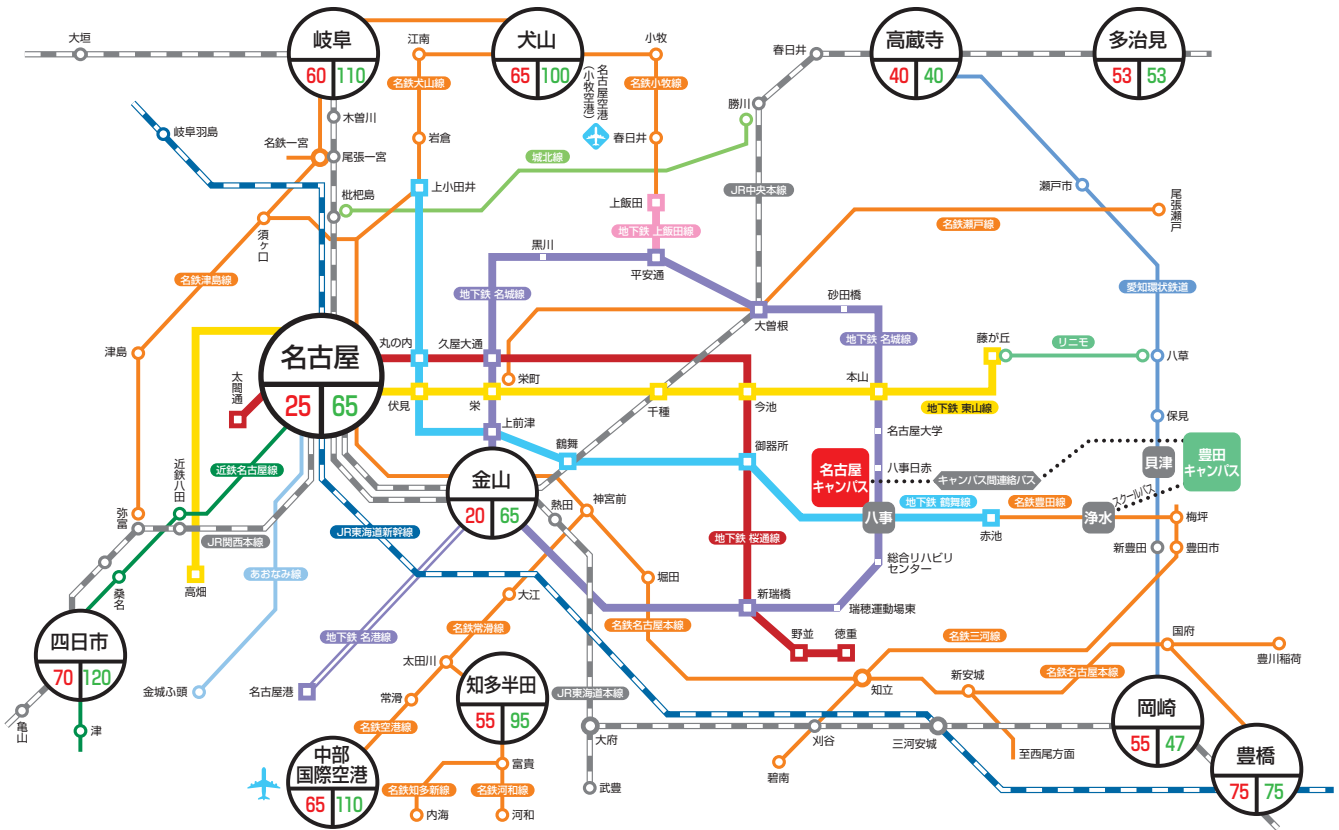 大垣
岐阜
60 110
江南
犬山
65 100
小牧
春日井
高蔵寺
40 40
多治見
53 53
名鉄犬山線
名古屋空港
(小牧空港)
名鉄小牧線
勝川
岐阜羽島
木曽川
名鉄一宮
尾張一宮
岩倉
春日井
城北線
枇杷島
上小田井
上飯田
JR中央本線
瀬戸市
尾張瀬戸
須ヶ口
地下鉄 上飯田線
名鉄瀬戸線
黒川
平安通
名鉄津島線
地下鉄 名城線
愛知環状鉄道
砂田橋
大曽根
地下鉄 名城線
津島
名古屋
25 65
丸の内
久屋大通
藤が丘
リニモ
八草
太閤通
栄町
本山
伏見
栄
千種
今池
地下鉄 東山線
保見
上前津
鶴舞
御器所
名古屋大学
近鉄八田
近鉄名古屋線
金山
20 65
名古屋
キャンパス
八事日赤
キャンパス間連絡バス
貝津
豊田
キャンパス
スクールバス
弥富
JR関西本線
JR東海道新幹線
熱田
神宮前
八事
地下鉄 鶴舞線
名鉄豊田線
浄水
梅坪
地下鉄 桜通線
赤池
新豊田
豊田市
高畑
あおなみ線
桑名
総合リハビリ
センター
堀田
大江
新瑞橋
瑞穂運動場東
四日市
70 120
地下鉄 名港線
名鉄常滑線
名鉄名古屋本線
野並
徳重
名鉄三河線
国府
豊川稲荷
太田川
知多半田
55 95
新安城
名鉄名古屋本線
金城ふ頭
名古屋港
常滑
JR東海道本線
知立
亀山
津
名鉄空港線
大府
刈谷
三河安城
岡崎
55 47
至西尾方面
中部
国際空港
65 110
富貴
碧南
豊橋
75 75
名鉄知多新線
名鉄河和線
武豊
内海
河和